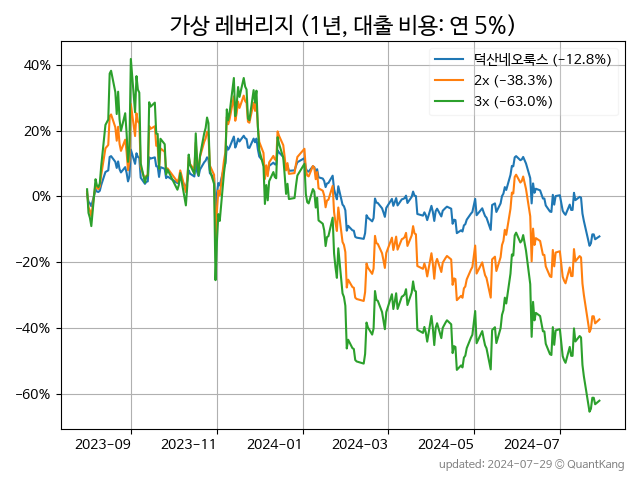 가상 레버리지 (1년, 대출 비용: 연 5%)
덕산네오룩스 (−12.8%)
2x (−38.3%)
3x (−63.0%)
40%
20%
0%
−20%
−40%
−60%
2023-09 2023-11 2024-01 2024-03 2024-05 2024-07
updated: 2024-07-29 © QuantKang